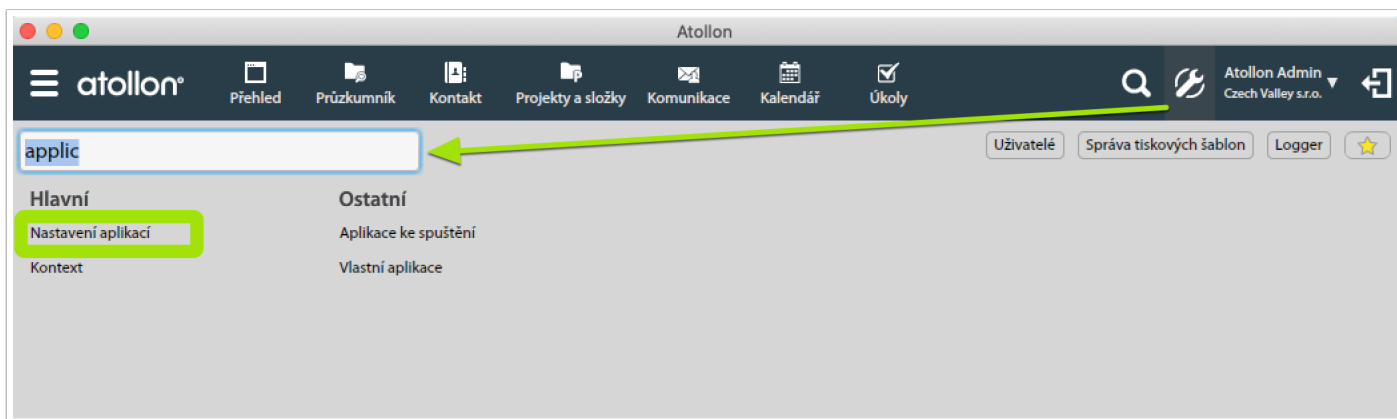 Atollon
atollon
Přehled
Průzkumník
Kontakt
Projekty a složky
Komunikace
Kalendář
Úkoly
Atollon Admin
Czech Valley s.r.o.
applic
Uživatelé
Správa tiskových šablon
Logger
Hlavní
Ostatní
Nastavení aplikací
Aplikace ke spuštění
Kontext
Vlastní aplikace